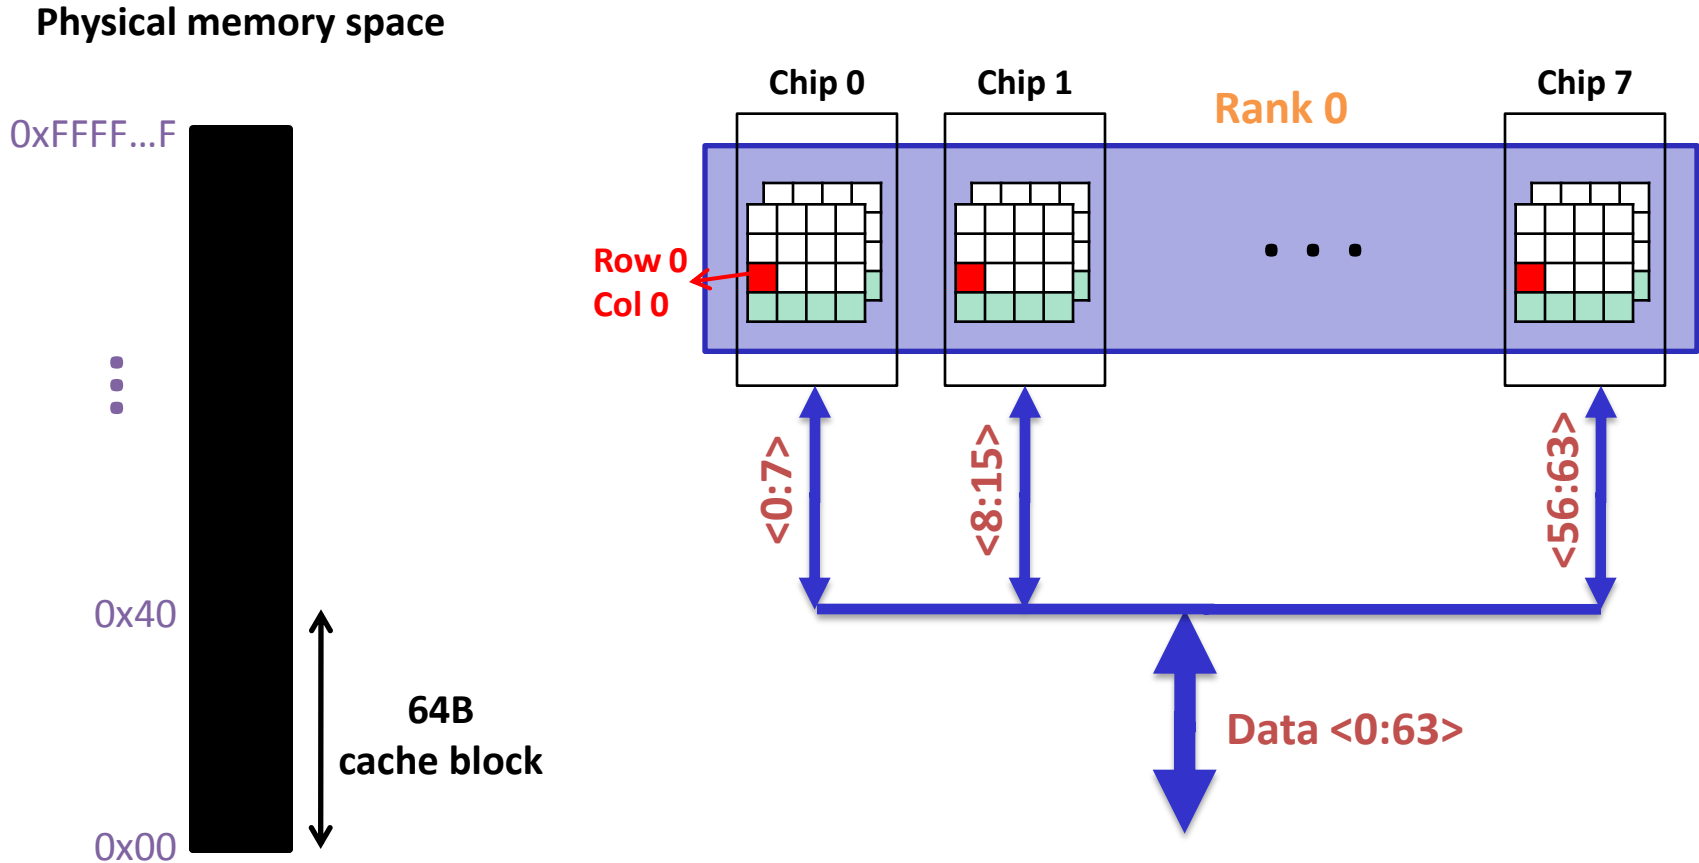 Physical memory space
0xFFFF...F
0x40
0x00
64B
cache block
Chip 0
Chip 1
Rank 0
Chip 7
Row 0
Col 0
. . .
<0:7>
<8:15>
<56:63>
Data <0:63>